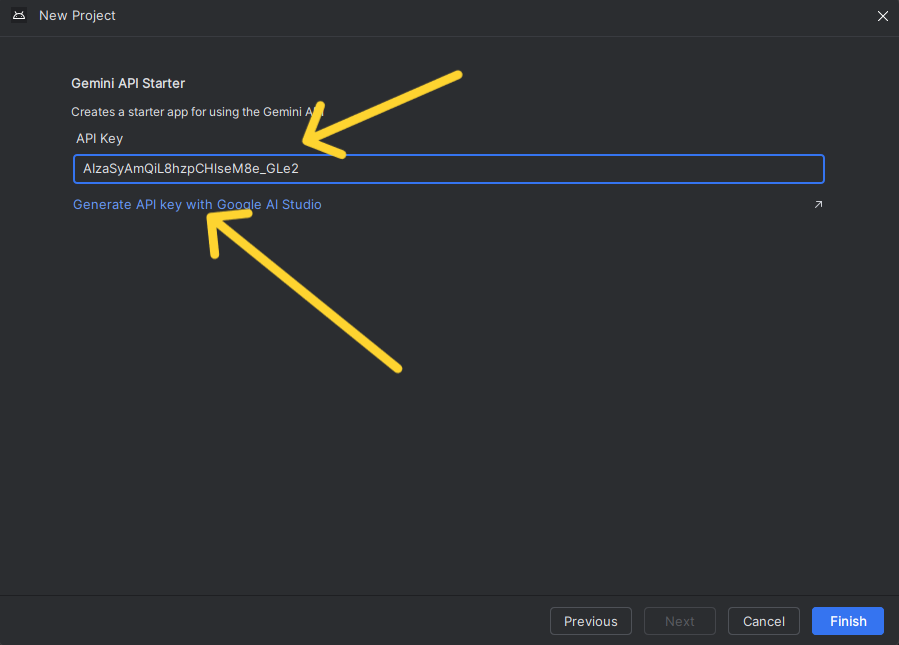 New Project
Gemini API Starter
Creates a starter app for using the Gemini API
API Key
AIzaSyAmQiL8hzpCHIseM8e_GLe2
Generate API key with Google AI Studio
Previous
Next
Cancel
Finish